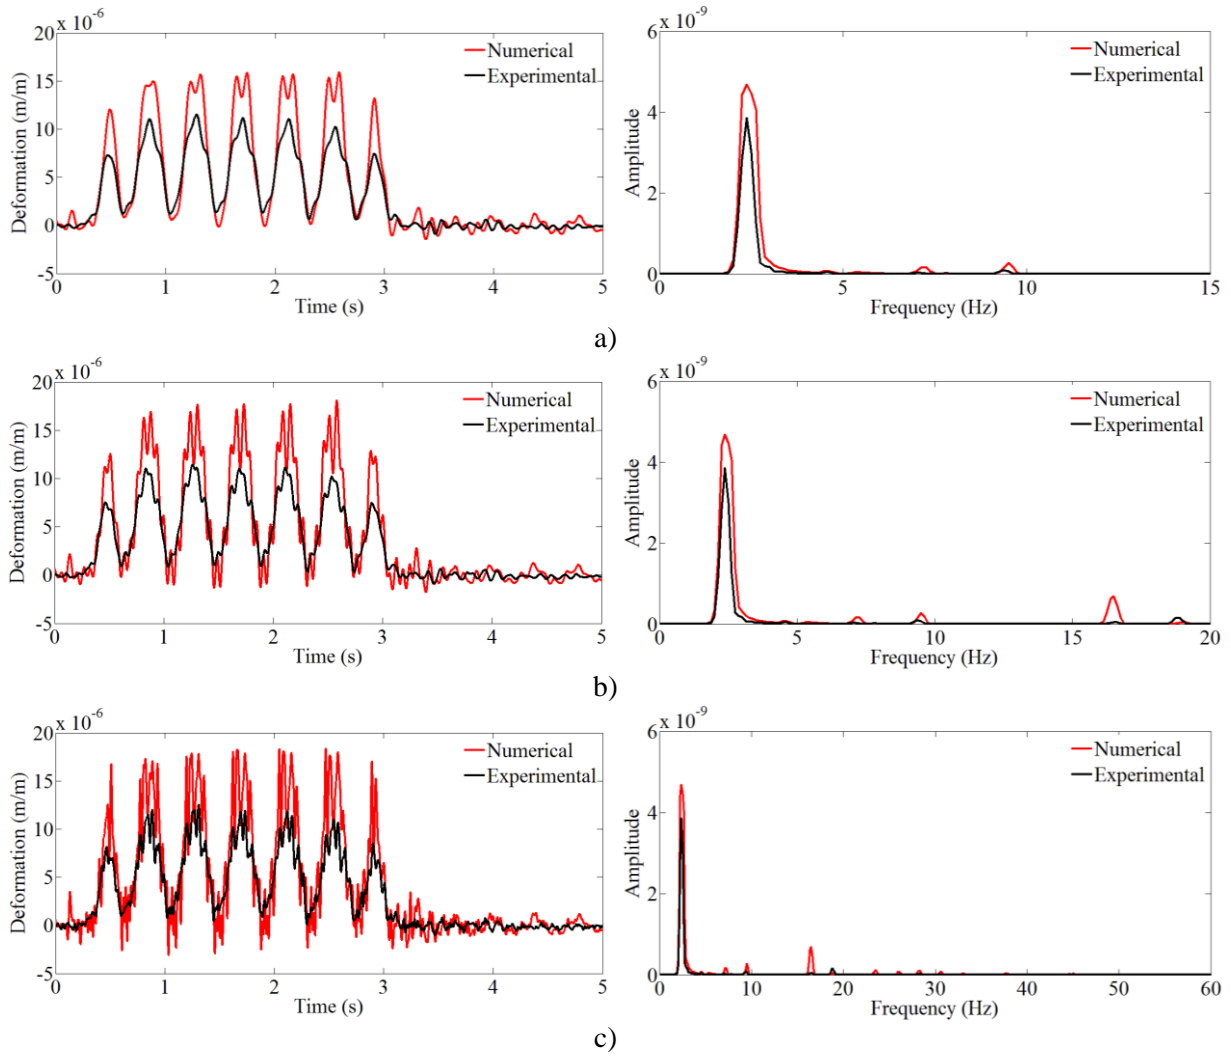 x 10^-6
20
15
10
5
0
-5
Deformation (m/m)
Numerical
Experimental
0 1 2 3 4 5
Time (s)
x 10^-9
6
4
2
0
Amplitude
Numerical
Experimental
0 5 10 15
Frequency (Hz)
a)
x 10^-6
20
15
10
5
0
-5
Deformation (m/m)
Numerical
Experimental
0 1 2 3 4 5
Time (s)
x 10^-9
6
4
2
0
Amplitude
Numerical
Experimental
0 5 10 15 20
Frequency (Hz)
b)
x 10^-6
20
15
10
5
0
-5
Deformation (m/m)
Numerical
Experimental
0 1 2 3 4 5
Time (s)
x 10^-9
6
4
2
0
Amplitude
Numerical
Experimental
0 10 20 30 40 50 60
Frequency (Hz)
c)